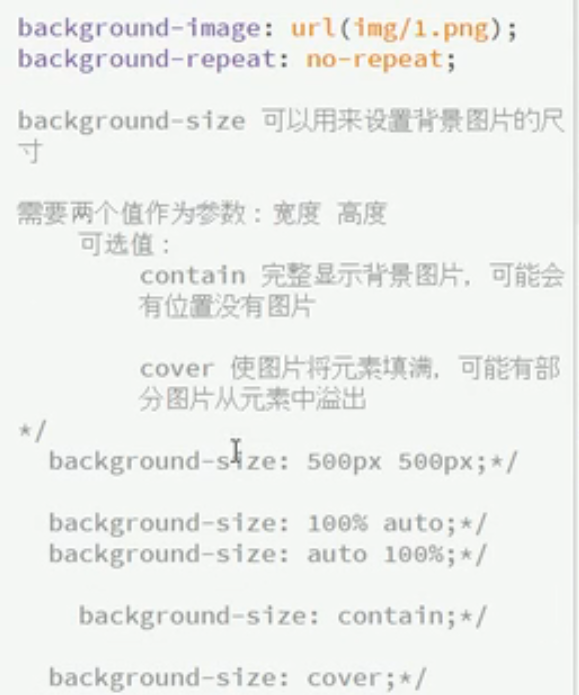 background-image: url(img/1.png);
background-repeat: no-repeat;
background-size 可以用来设置背景图片的尺
寸
需要两个值作为参数：宽度 高度
可选值：
contain 完整显示背景图片，可能会
有位置没有图片
cover 使图片将元素填满，可能有部
分图片从元素中溢出
*/
background-size: 500px 500px;*/
background-size: 100% auto;*/
background-size: auto 100%;*/
background-size: contain;*/
background-size: cover;*/